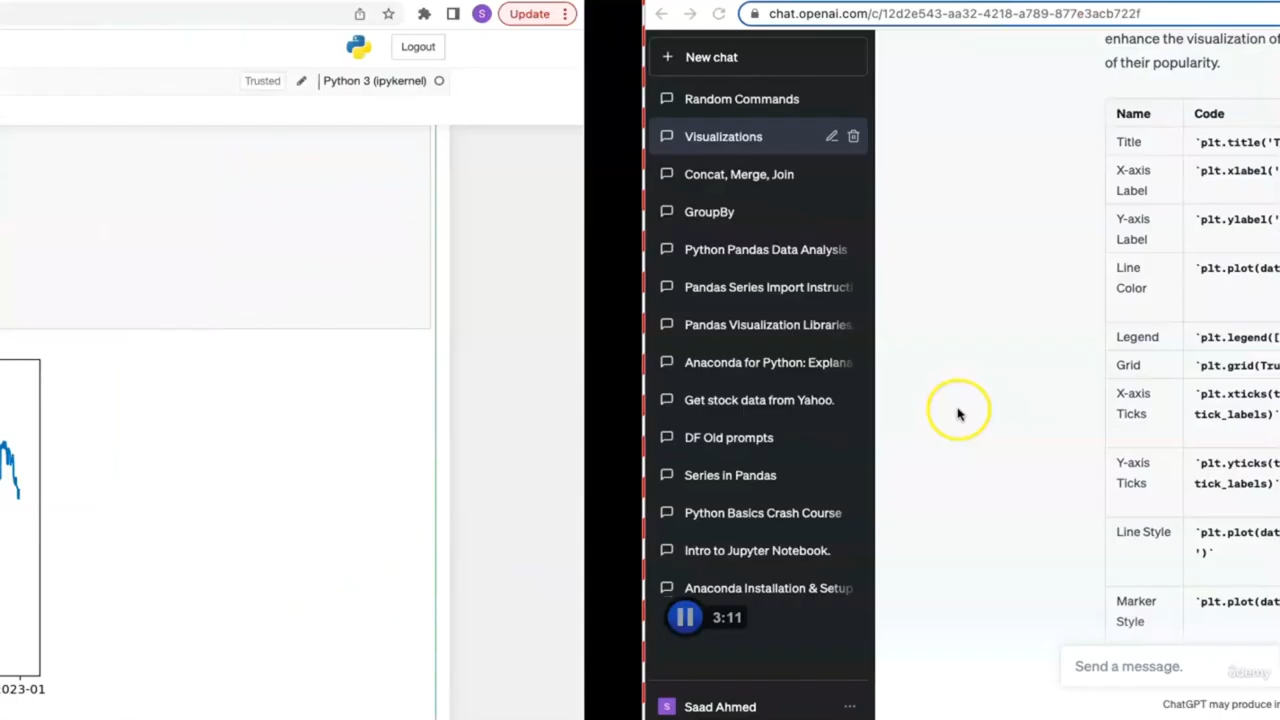 S
Update
Logout
Trusted
Python 3 (ipykernel)
023-01
chat.openai.com/c/12d2e543-aa32-4218-a789-877e3acb722f
New chat
Random Commands
Visualizations
Concat, Merge, Join
GroupBy
Python Pandas Data Analysis
Pandas Series Import Instructi
Pandas Visualization Libraries
Anaconda for Python: Explana
Get stock data from Yahoo.
DF Old prompts
Series in Pandas
Python Basics Crash Course
Intro to Jupyter Notebook.
Anaconda Installation & Setup
3:11
S
Saad Ahmed
enhance the visualization of
of their popularity.
Name Code
Title `plt.title('T
X-axis `plt.xlabel('
Label
Y-axis `plt.ylabel('
Label
Line `plt.plot(dat
Color
Legend `plt.legend([
Grid `plt.grid(Tru
X-axis `plt.xticks(t
Ticks tick_labels)`
Y-axis `plt.yticks(t
Ticks tick_labels)`
Line Style `plt.plot(dat
')`
Marker `plt.plot(dat
Style
Send a message.
ûdemy
ChatGPT may produce in